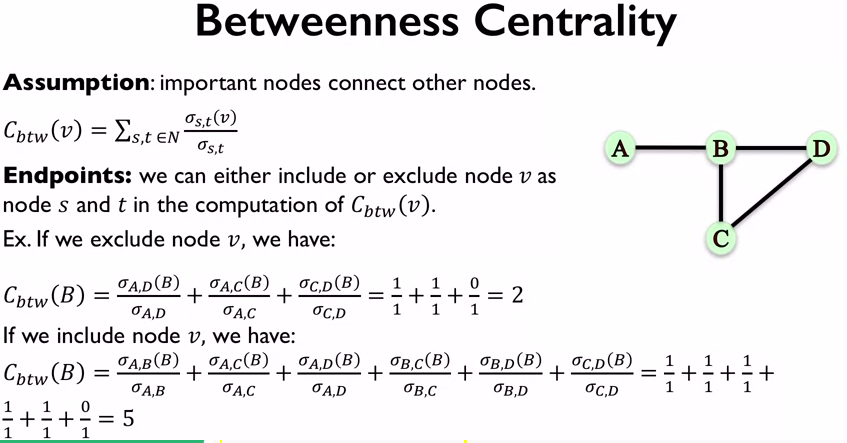 Betweenness Centrality
Assumption: important nodes connect other nodes.
C_btw(v) = ∑_{s,t ∈N} σ_{s,t}(v)/σ_{s,t}
Endpoints: we can either include or exclude node v as
node s and t in the computation of C_btw(v).
Ex. If we exclude node v, we have:
C_btw(B) = σ_{A,D}(B)/σ_{A,D} + σ_{A,C}(B)/σ_{A,C} + σ_{C,D}(B)/σ_{C,D} = 1/1 + 1/1 + 0/1 = 2
If we include node v, we have:
C_btw(B) = σ_{A,B}(B)/σ_{A,B} + σ_{A,C}(B)/σ_{A,C} + σ_{A,D}(B)/σ_{A,D} + σ_{B,C}(B)/σ_{B,C} + σ_{B,D}(B)/σ_{B,D} + σ_{C,D}(B)/σ_{C,D} = 1/1 + 1/1 + 1/1 +
1/1 + 1/1 + 0/1 = 5
A B D
C